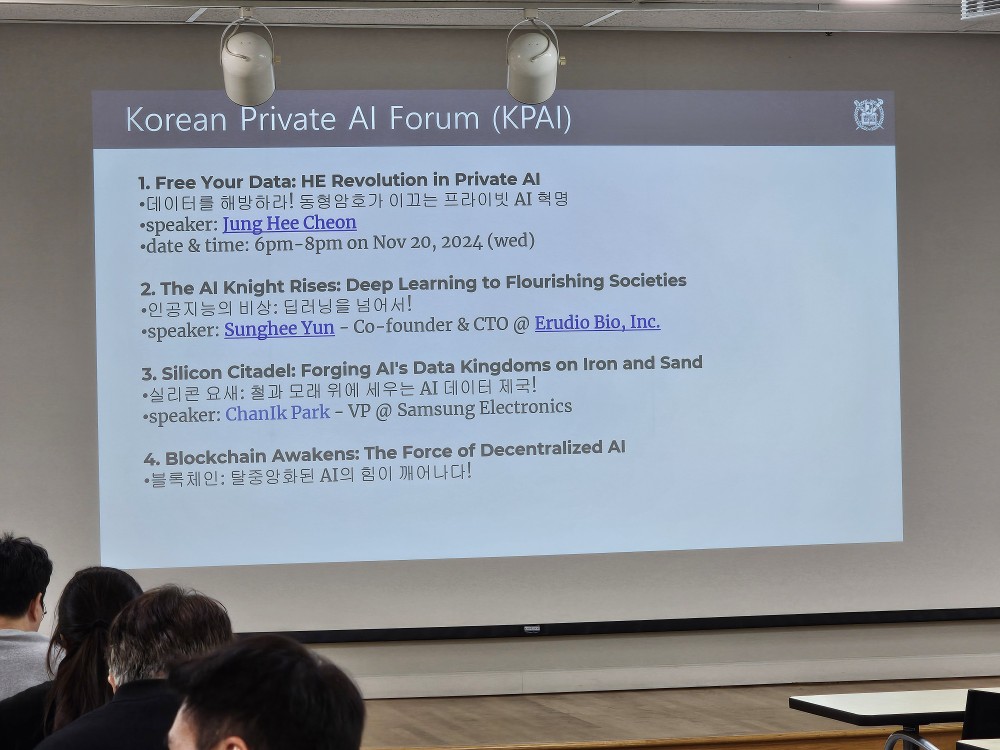 Korean Private AI Forum (KPAI)
1. Free Your Data: HE Revolution in Private AI
•데이터를 해방하라! 동형암호가 이끄는 프라이빗 AI 혁명
•speaker: Jung Hee Cheon
•date & time: 6pm-8pm on Nov 20, 2024 (wed)
2. The AI Knight Rises: Deep Learning to Flourishing Societies
•인공지능의 비상: 딥러닝을 넘어서!
•speaker: Sunghee Yun - Co-founder & CTO @ Erudio Bio, Inc.
3. Silicon Citadel: Forging AI's Data Kingdoms on Iron and Sand
•실리콘 요새: 철과 모래 위에 세우는 AI 데이터 제국!
•speaker: ChanIk Park - VP @ Samsung Electronics
4. Blockchain Awakens: The Force of Decentralized AI
•블록체인: 탈중앙화된 AI의 힘이 깨어나다!